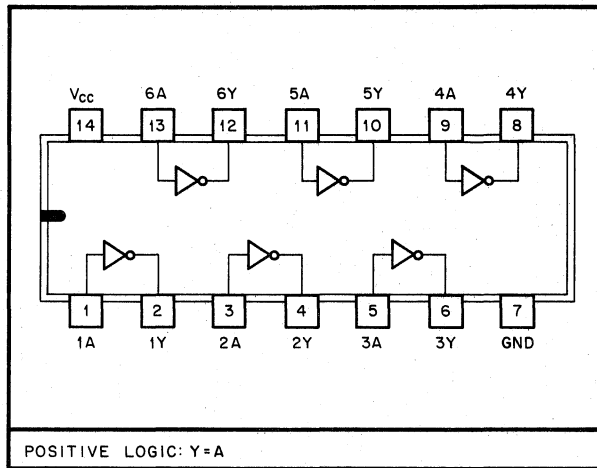 Vcc 6A 6Y 5A 5Y 4A 4Y
14 13 12 11 10 9 8
1 2 3 4 5 6 7
1A 1Y 2A 2Y 3A 3Y GND
POSITIVE LOGIC: Y=A